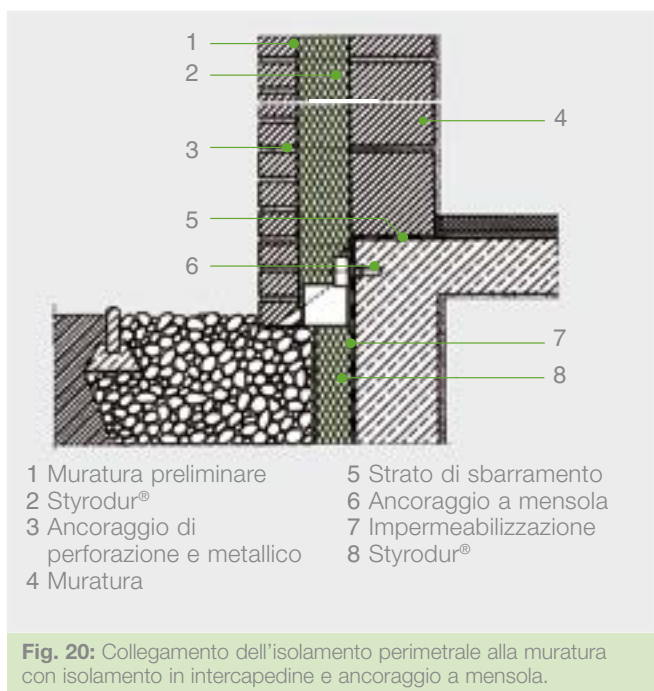 1
2
3
4
5
6
7
8
1 Muratura preliminare
2 Styrodur®
3 Ancoraggio di
perforazione e metallico
4 Muratura
5 Strato di sbarramento
6 Ancoraggio a mensola
7 Impermeabilizzazione
8 Styrodur®
Fig. 20: Collegamento dell'isolamento perimetrale alla muratura
con isolamento in intercapedine e ancoraggio a mensola.